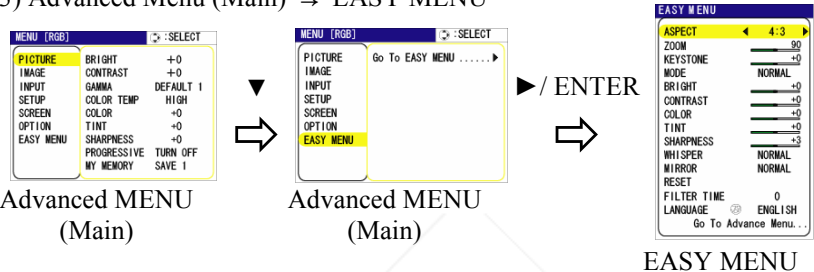 3) Advanced Menu (Main) → EASY MENU
MENU [RGB] :SELECT
PICTURE BRIGHT +0
IMAGE CONTRAST +0
INPUT GAMMA DEFAULT 1
SETUP COLOR TEMP HIGH
SCREEN COLOR +0
OPTION TINT +0
EASY MENU SHARPNESS +0
PROGRESSIVE TURN OFF
MY MEMORY SAVE 1
Advanced MENU
(Main)
▼
MENU [RGB] :SELECT
PICTURE Go To EASY MENU ......▶
IMAGE
INPUT
SETUP
SCREEN
OPTION
EASY MENU
Advanced MENU
(Main)
►/ ENTER
EASY MENU
ASPECT ◀ 4:3 ▶
ZOOM 90
KEYSTONE +0
MODE NORMAL
BRIGHT +0
CONTRAST +0
COLOR +0
TINT +0
SHARPNESS +3
WHISPER NORMAL
MIRROR NORMAL
RESET
FILTER TIME 0
LANGUAGE ENGLISH
Go To Advance Menu...
EASY MENU